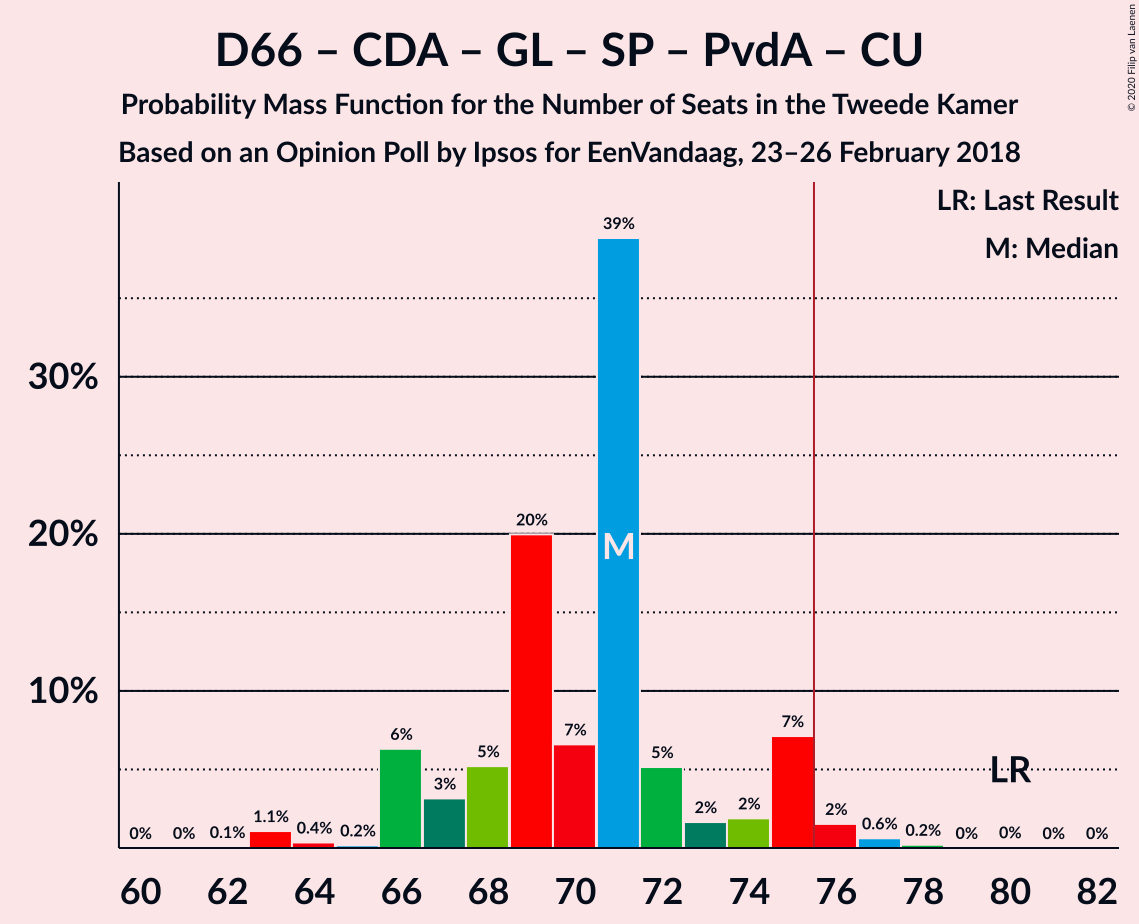 D66 – CDA – GL – SP – PvdA – CU
Probability Mass Function for the Number of Seats in the Tweede Kamer
Based on an Opinion Poll by Ipsos for EenVandaag, 23–26 February 2018
© 2020 Filip van Laenen
LR: Last Result
M: Median
30%
20%
10%
0%
0%
0.1%
1.1%
0.4%
0.2%
6%
3%
5%
20%
7%
39%
M
5%
2%
2%
7%
2%
0.6%
0.2%
0%
0%
LR
0%
0%
60 62 64 66 68 70 72 74 76 78 80 82